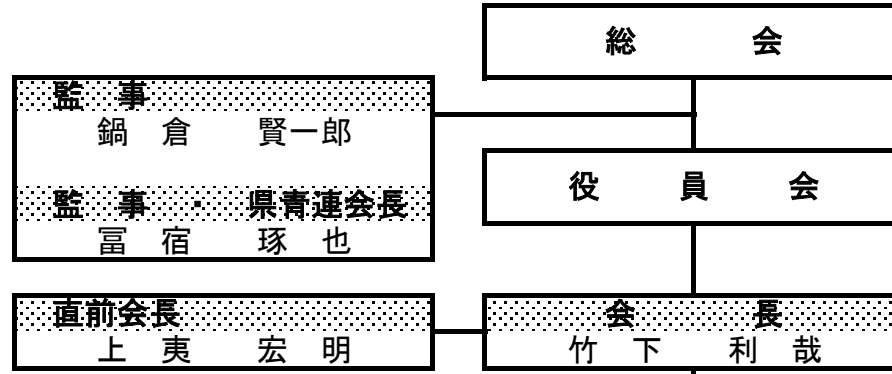 総 会
監 事
鍋 倉 賢一郎
監 事 ・ 県青連会長
冨 宿 琢 也
役 員 会
直前会長
上 夷 宏 明
会 長
竹 下 利 哉